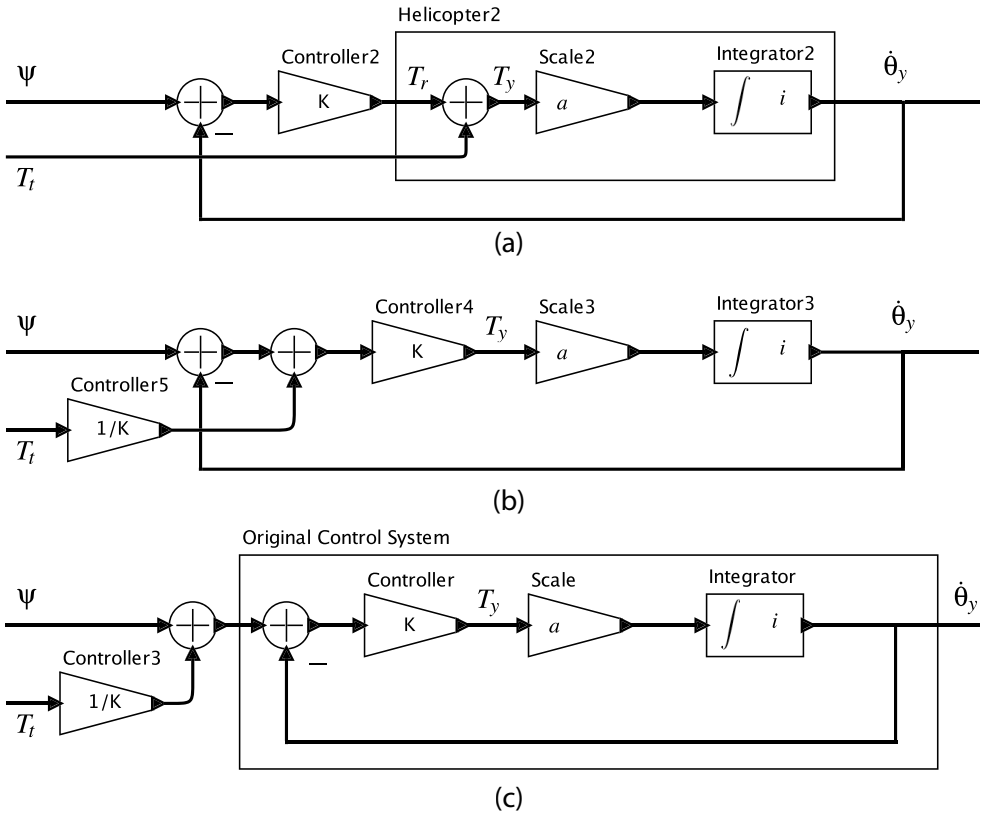 Helicopter2
ψ Controller2 T_r T_y Scale2 Integrator2 θ̇_y
K a ∫ i
−
T_t
(a)
ψ Controller4 T_y Scale3 Integrator3 θ̇_y
K a ∫ i
−
Controller5
1/K
T_t
(b)
Original Control System
ψ Controller T_y Scale Integrator θ̇_y
K a ∫ i
−
Controller3
1/K
T_t
(c)